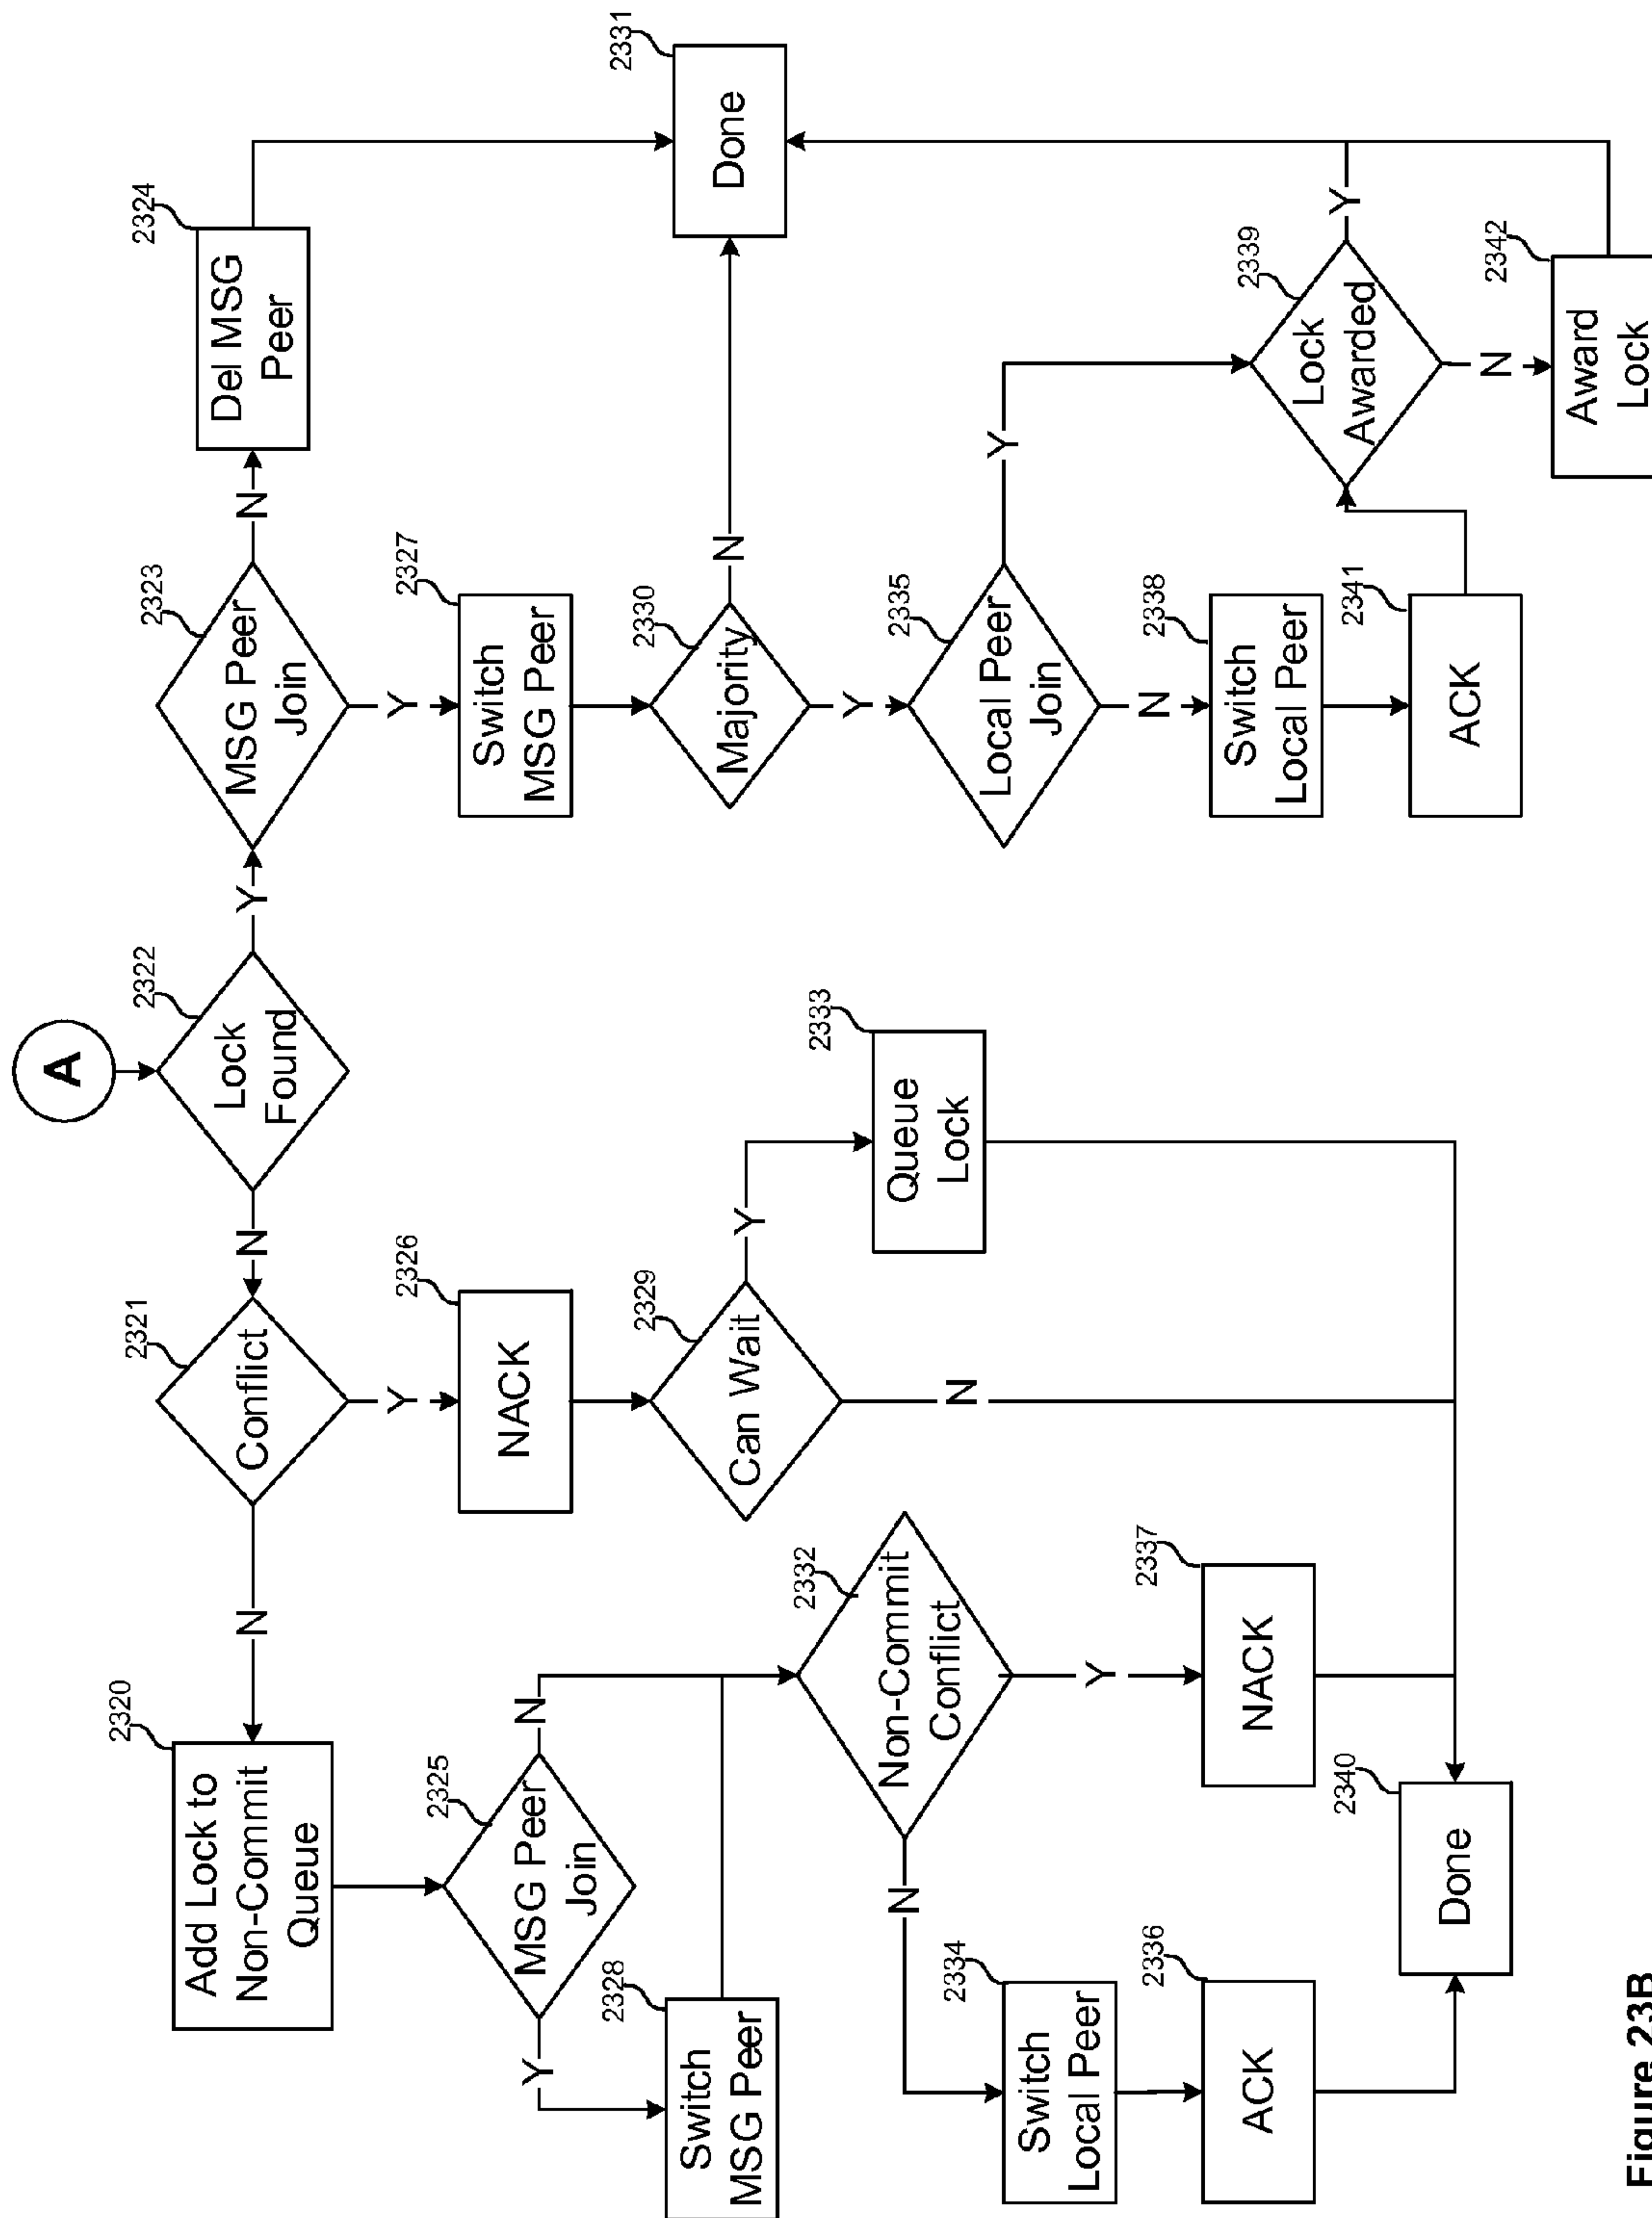 A
2322
Lock
Found
N
Y
2321
Conflict
N
Y
2320
Add Lock to
Non-Commit
Queue
2325
MSG Peer
Join
Y
N
2328
Switch
MSG Peer
2326
NACK
2329
Can Wait
Y
N
2333
Queue
Lock
2332
Non-Commit
Conflict
N
Y
2334
Switch
Local Peer
2336
ACK
2337
NACK
2340
Done
2323
MSG Peer
Join
N
Y
2324
Del MSG
Peer
2327
Switch
MSG Peer
2330
Majority
N
Y
2331
Done
2335
Local Peer
Join
Y
N
2338
Switch
Local Peer
2341
ACK
2339
Lock
Awarded
Y
N
2342
Award
Lock
Figure 23B